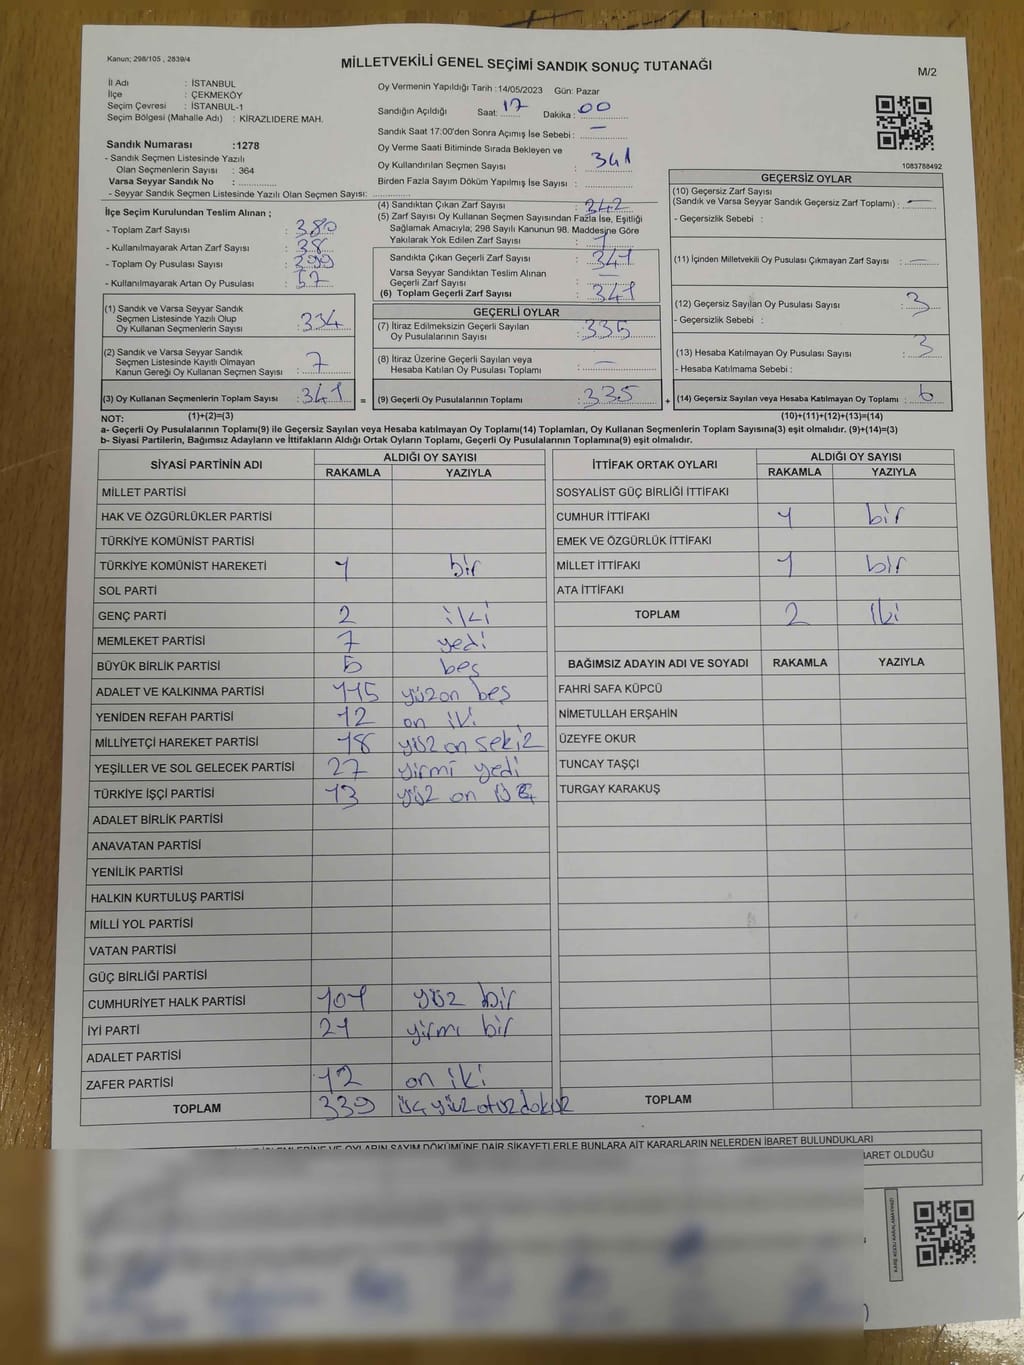 Kanun; 298/105 , 2839/4
MİLLETVEKİLİ GENEL SEÇİMİ SANDIK SONUÇ TUTANAĞI
M/2
İl Adı : İSTANBUL
İlçe : ÇEKMEKÖY
Seçim Çevresi : İSTANBUL-1
Seçim Bölgesi (Mahalle Adı) : KİRAZLIDERE MAH.
Sandık Numarası :1278
- Sandık Seçmen Listesinde Yazılı
Olan Seçmenlerin Sayısı : 364
Varsa Seyyar Sandık No :
- Seyyar Sandık Seçmen Listesinde Yazılı Olan Seçmen Sayısı:
Oy Vermenin Yapıldığı Tarih :14/05/2023 Gün: Pazar
Sandığın Açıldığı Saat: 17 Dakika : 00
Sandık Saat 17:00'den Sonra Açımış İse Sebebi : —
Oy Verme Saati Bitiminde Sırada Bekleyen ve
Oy Kullandırılan Seçmen Sayısı : 341
Birden Fazla Sayım Döküm Yapılmış İse Sayısı :
1083788492
İlçe Seçim Kurulundan Teslim Alınan ;
- Toplam Zarf Sayısı : 380
- Kullanılmayarak Artan Zarf Sayısı : 38
- Toplam Oy Pusulası Sayısı : 399
- Kullanılmayarak Artan Oy Pusulası : 57
(4) Sandıktan Çıkan Zarf Sayısı : 342
(5) Zarf Sayısı Oy Kullanan Seçmen Sayısından Fazla İse, Eşitliği
Sağlamak Amacıyla; 298 Sayılı Kanunun 98. Maddesine Göre
Yakılarak Yok Edilen Zarf Sayısı : 1
Sandıkta Çıkan Geçerli Zarf Sayısı : 341
Varsa Seyyar Sandıktan Teslim Alınan
Geçerli Zarf Sayısı : —
(6) Toplam Geçerli Zarf Sayısı : 341
GEÇERSİZ OYLAR
(10) Geçersiz Zarf Sayısı
(Sandık ve Varsa Seyyar Sandık Geçersiz Zarf Toplamı) : —
- Geçersizlik Sebebi :
(11) İçinden Milletvekili Oy Pusulası Çıkmayan Zarf Sayısı : —
(12) Geçersiz Sayılan Oy Pusulası Sayısı : 3
- Geçersizlik Sebebi :
(13) Hesaba Katılmayan Oy Pusulası Sayısı : 3
- Hesaba Katılmama Sebebi :
(14) Geçersiz Sayılan veya Hesaba Katılmayan Oy Toplamı : 6
(1) Sandık ve Varsa Seyyar Sandık
Seçmen Listesinde Yazılı Olup
Oy Kullanan Seçmenlerin Sayısı : 334
(2) Sandık ve Varsa Seyyar Sandık
Seçmen Listesinde Kayıtlı Olmayan
Kanun Gereği Oy Kullanan Seçmen Sayısı : 7
(3) Oy Kullanan Seçmenlerin Toplam Sayısı : 341 =
GEÇERLİ OYLAR
(7) İtiraz Edilmeksizin Geçerli Sayılan
Oy Pusulalarının Sayısı : 335
(8) İtiraz Üzerine Geçerli Sayılan veya
Hesaba Katılan Oy Pusulası Toplamı : —
(9) Geçerli Oy Pusulalarının Toplamı : 335 +
NOT: (1)+(2)=(3) (10)+(11)+(12)+(13)=(14)
a- Geçerli Oy Pusulalarının Toplamı(9) ile Geçersiz Sayılan veya Hesaba katılmayan Oy Toplamı(14) Toplamları, Oy Kullanan Seçmenlerin Toplam Sayısına(3) eşit olmalıdır. (9)+(14)=(3)
b- Siyasi Partilerin, Bağımsız Adayların ve İttifakların Aldığı Ortak Oyların Toplamı, Geçerli Oy Pusulalarının Toplamına(9) eşit olmalıdır.
SİYASİ PARTİNİN ADI ALDIĞI OY SAYISI
RAKAMLA YAZIYLA
MİLLET PARTİSİ
HAK VE ÖZGÜRLÜKLER PARTİSİ
TÜRKİYE KOMÜNİST PARTİSİ
TÜRKİYE KOMÜNİST HAREKETİ 1 bir
SOL PARTİ
GENÇ PARTİ 2 iki
MEMLEKET PARTİSİ 7 yedi
BÜYÜK BİRLİK PARTİSİ 5 beş
ADALET VE KALKINMA PARTİSİ 115 yüz on beş
YENİDEN REFAH PARTİSİ 12 on iki
MİLLİYETÇİ HAREKET PARTİSİ 18 yüz on sekiz
YEŞİLLER VE SOL GELECEK PARTİSİ 27 yirmi yedi
TÜRKİYE İŞÇİ PARTİSİ 13 yüz on üç
ADALET BİRLİK PARTİSİ
ANAVATAN PARTİSİ
YENİLİK PARTİSİ
HALKIN KURTULUŞ PARTİSİ
MİLLİ YOL PARTİSİ
VATAN PARTİSİ
GÜÇ BİRLİĞİ PARTİSİ
CUMHURİYET HALK PARTİSİ 101 yüz bir
İYİ PARTİ 21 yirmi bir
ADALET PARTİSİ
ZAFER PARTİSİ 12 on iki
TOPLAM 339 üç yüz otuz dokuz
İTTİFAK ORTAK OYLARI ALDIĞI OY SAYISI
RAKAMLA YAZIYLA
SOSYALİST GÜÇ BİRLİĞİ İTTİFAKI
CUMHUR İTTİFAKI 1 bir
EMEK VE ÖZGÜRLÜK İTTİFAKI
MİLLET İTTİFAKI 1 bir
ATA İTTİFAKI
TOPLAM 2 iki
BAĞIMSIZ ADAYIN ADI VE SOYADI RAKAMLA YAZIYLA
FAHRİ SAFA KÜPCÜ
NİMETULLAH ERŞAHİN
ÜZEYFE OKUR
TUNCAY TAŞÇI
TURGAY KARAKUŞ
TOPLAM
İŞLEMLERİNE VE OYLARIN SAYIM DÖKÜMÜNE DAİR ŞİKAYETLERLE BUNLARA AİT KARARLARIN NELERDEN İBARET BULUNDUKLARI
İBARET OLDUĞU